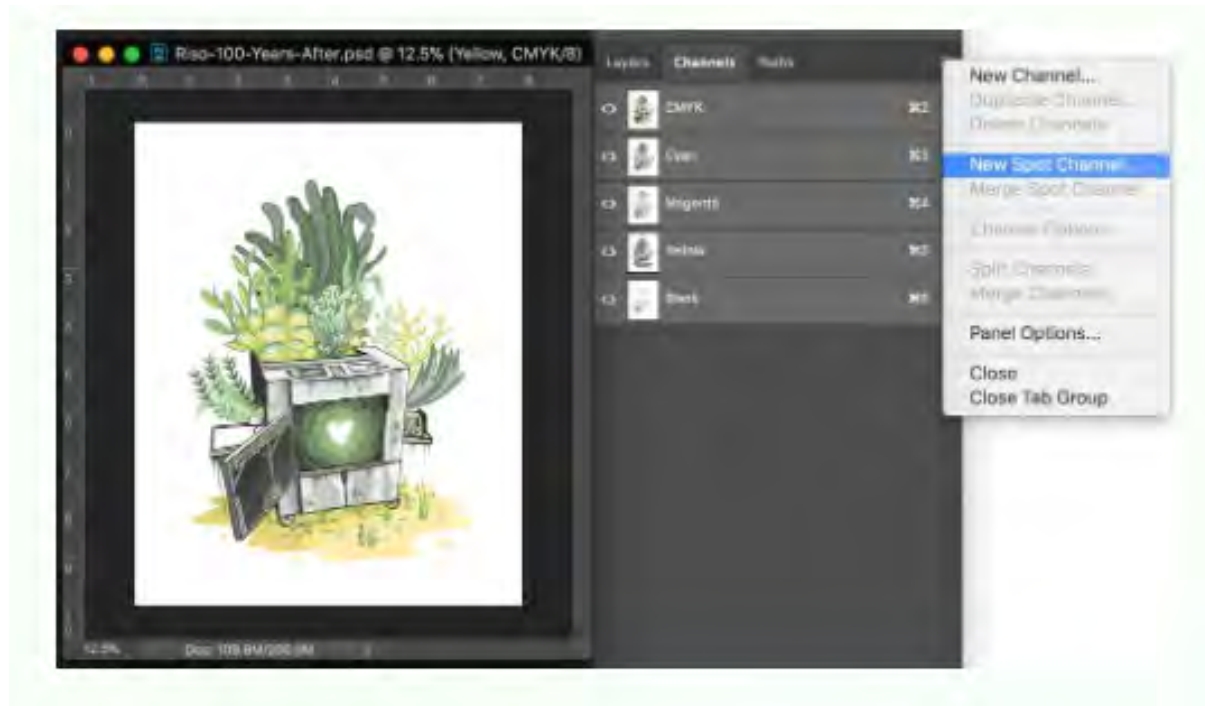 Riso-100-Years-After.psd @ 12.5% (Yellow, CMYK/8)
Layers Channels Paths
CMYK ⌘2
Cyan ⌘3
Magenta ⌘4
Yellow ⌘5
Black ⌘6
12.5%
New Channel...
Duplicate Channel...
Delete Channels
New Spot Channel...
Merge Spot Channel
Channel Options...
Split Channels
Merge Channels...
Panel Options...
Close
Close Tab Group